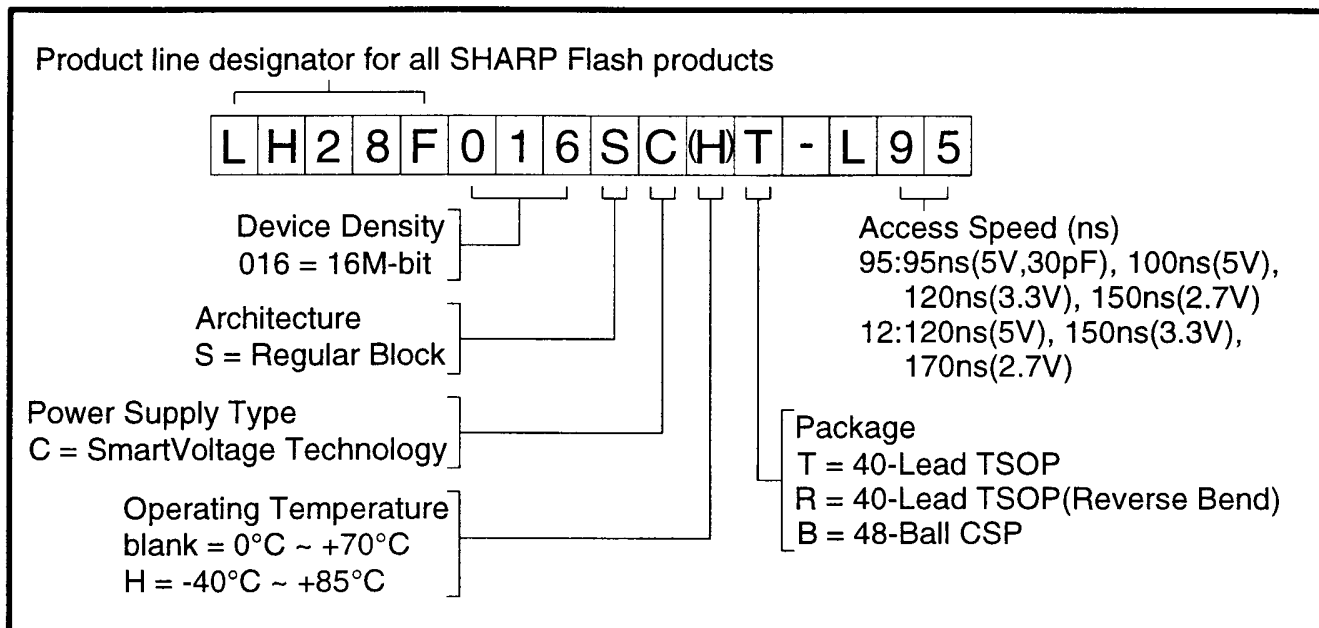 Product line designator for all SHARP Flash products
LH28F016SC(H)T-L95
Device Density
016 = 16M-bit
Architecture
S = Regular Block
Power Supply Type
C = SmartVoltage Technology
Operating Temperature
blank = 0°C ~ +70°C
H = -40°C ~ +85°C
Access Speed (ns)
95:95ns(5V,30pF), 100ns(5V),
120ns(3.3V), 150ns(2.7V)
12:120ns(5V), 150ns(3.3V),
170ns(2.7V)
Package
T = 40-Lead TSOP
R = 40-Lead TSOP(Reverse Bend)
B = 48-Ball CSP